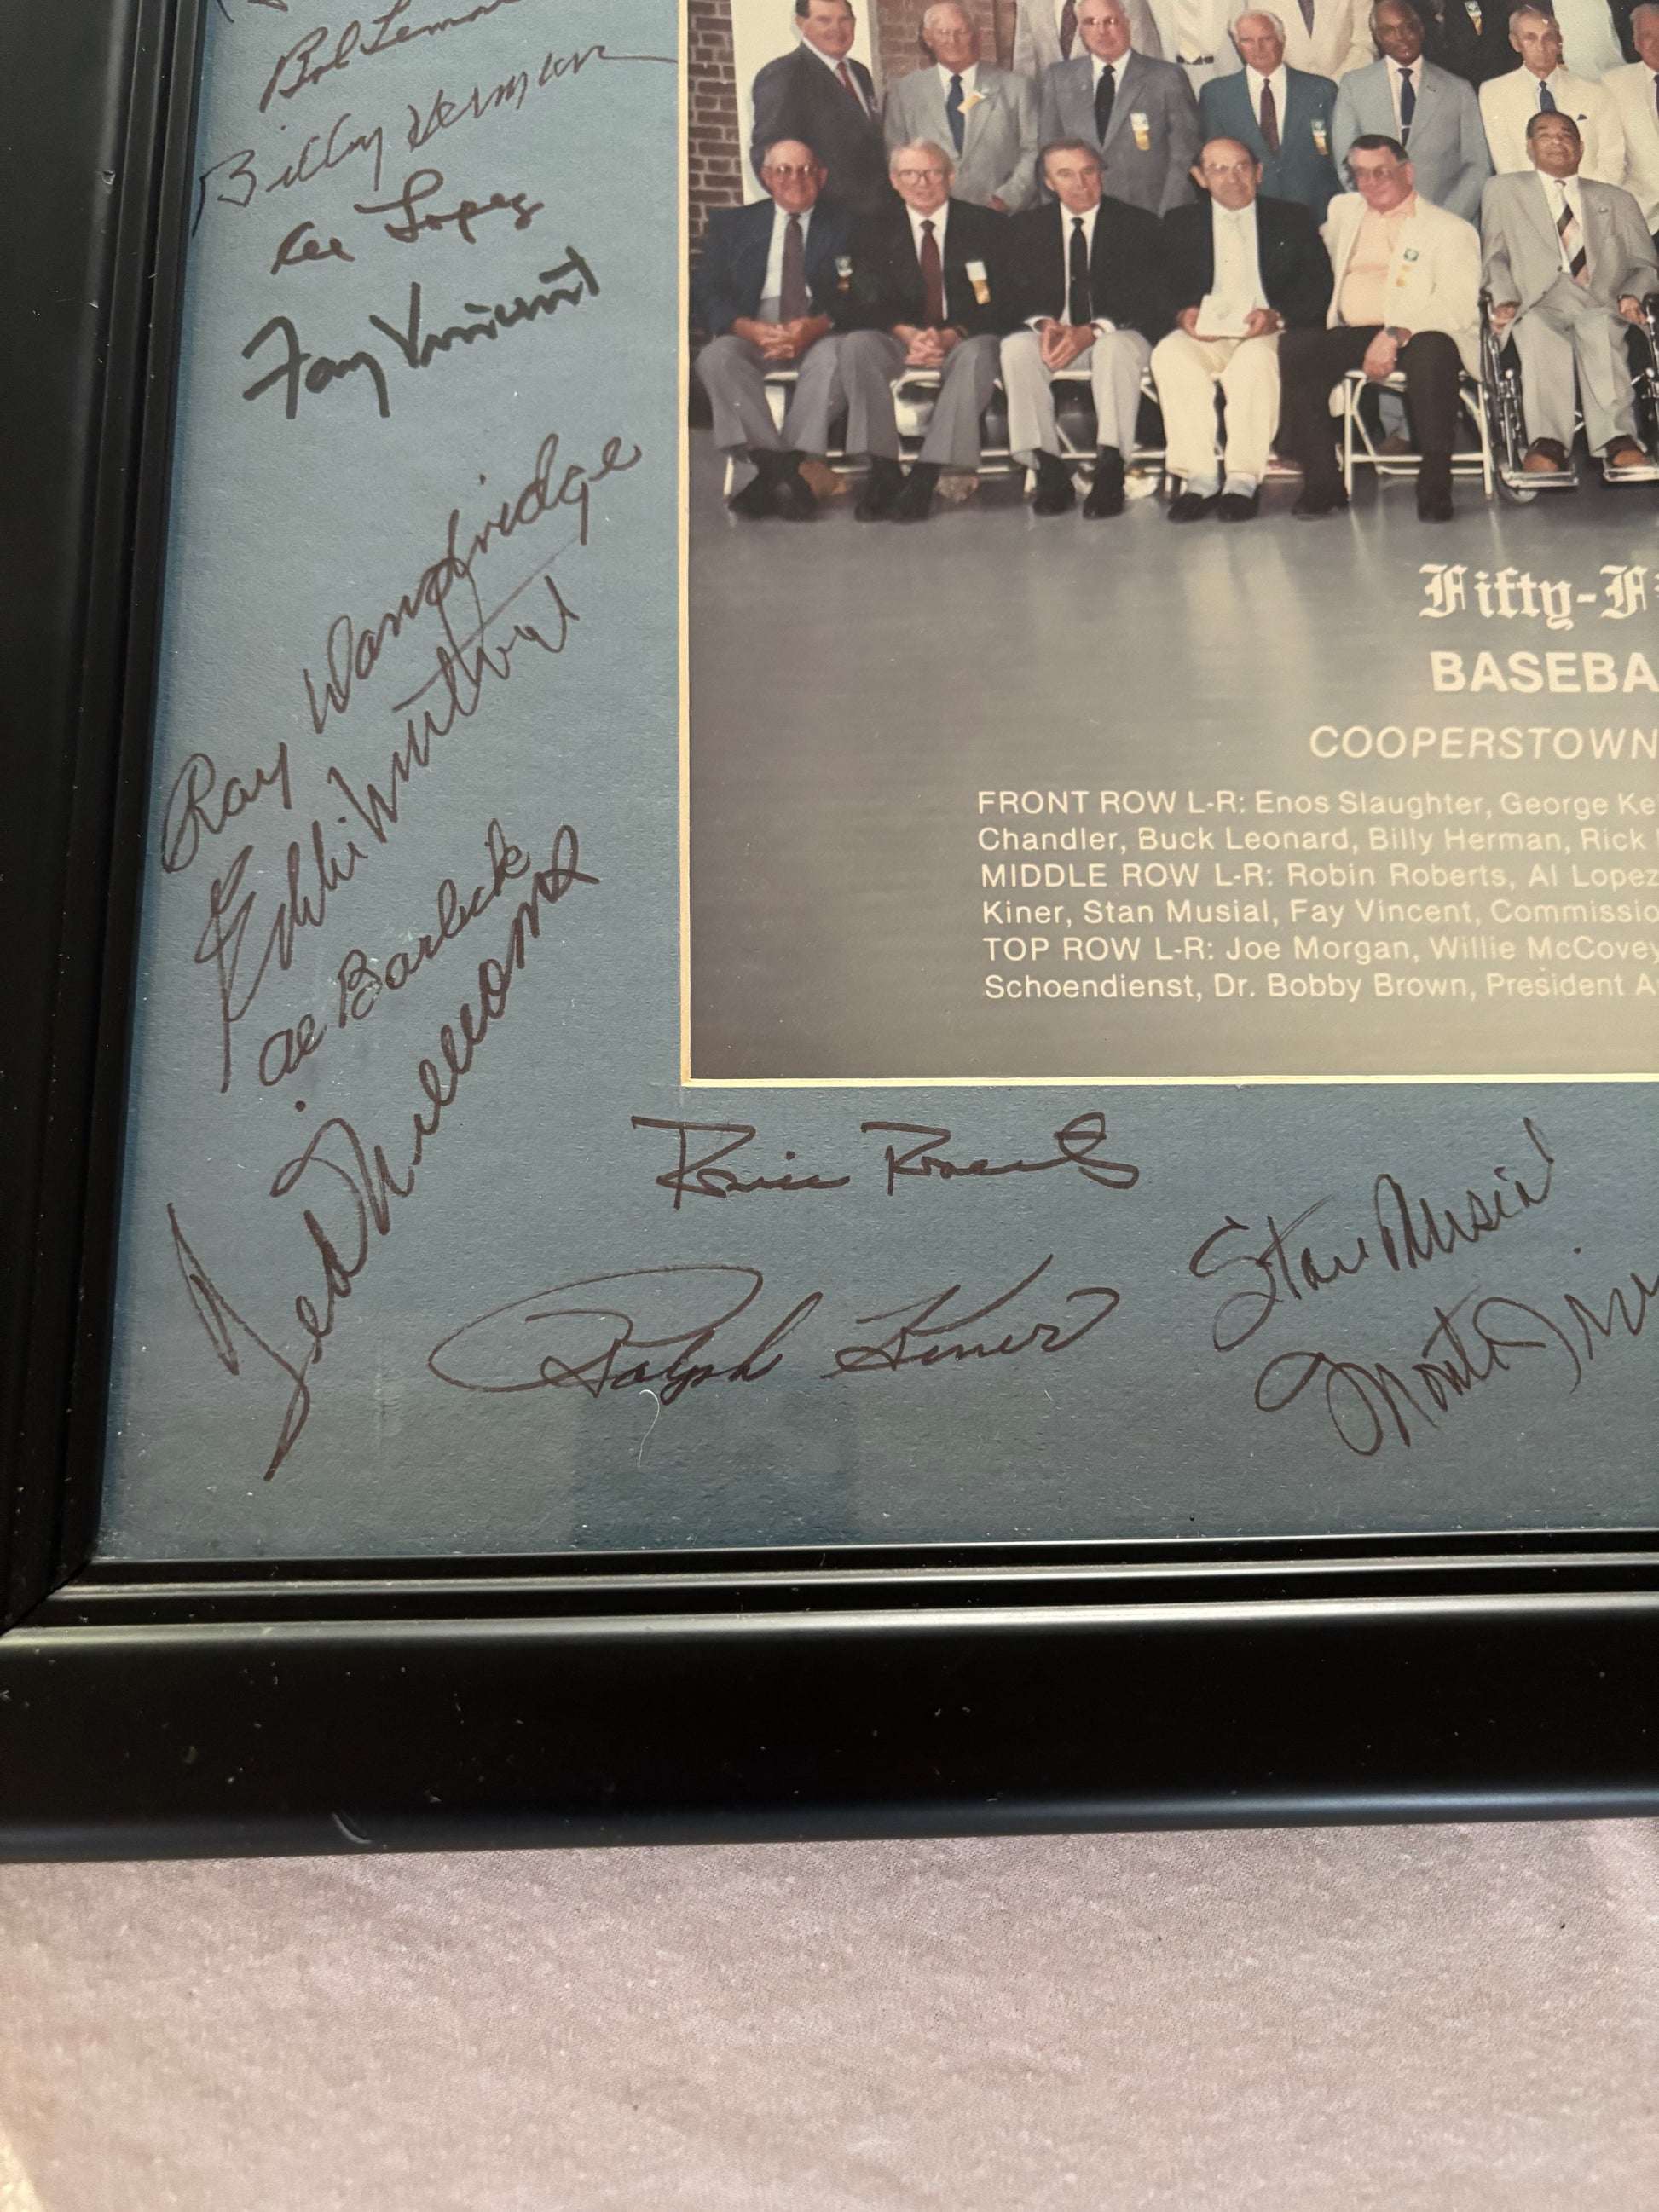 Bob Lemon
Billy Herman
Al Lopez
Fay Vincent
Ray Dandridge
Eddie Mathews
Al Barlick
Ted Williams
Robin Roberts
Ralph Kiner
Stan Musial
Monte Irvin
Fifty-F
BASEBA
COOPERSTOWN
FRONT ROW L-R: Enos Slaughter, George Ke
Chandler, Buck Leonard, Billy Herman, Rick
MIDDLE ROW L-R: Robin Roberts, Al Lopez
Kiner, Stan Musial, Fay Vincent, Commissio
TOP ROW L-R: Joe Morgan, Willie McCovey
Schoendienst, Dr. Bobby Brown, President A